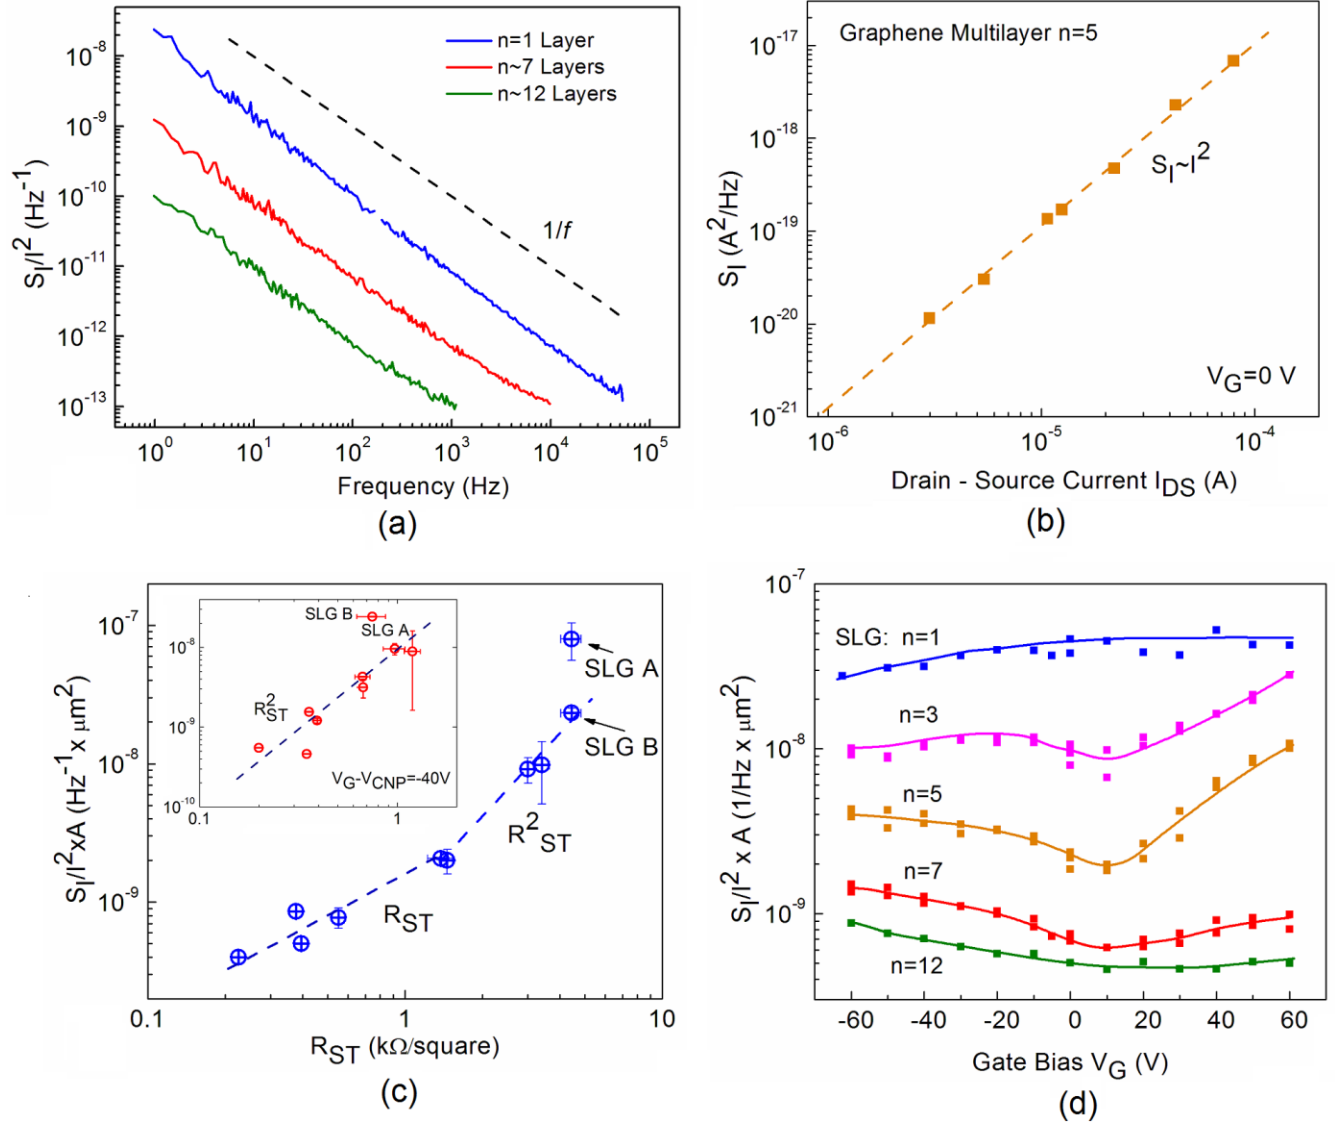 S_I/I^2 (Hz^-1)
10^-8
10^-9
10^-10
10^-11
10^-12
10^-13
n=1 Layer
n~7 Layers
n~12 Layers
1/f
10^0 10^1 10^2 10^3 10^4 10^5
Frequency (Hz)
(a)
S_I (A^2/Hz)
10^-17
10^-18
10^-19
10^-20
10^-21
Graphene Multilayer n=5
S_I~I^2
V_G=0 V
10^-6 10^-5 10^-4
Drain - Source Current I_DS (A)
(b)
S_I/I^2xA (Hz^-1 x μm^2)
10^-7
10^-8
10^-9
10^-8
10^-9
10^-10
SLG B
SLG A
R^2_ST
V_G-V_CNP=-40V
0.1 1
SLG A
SLG B
R^2_ST
R_ST
0.1 1 10
R_ST (kΩ/square)
(c)
S_I/I^2 x A (1/Hz x μm^2)
10^-7
10^-8
10^-9
SLG: n=1
n=3
n=5
n=7
n=12
-60 -40 -20 0 20 40 60
Gate Bias V_G (V)
(d)